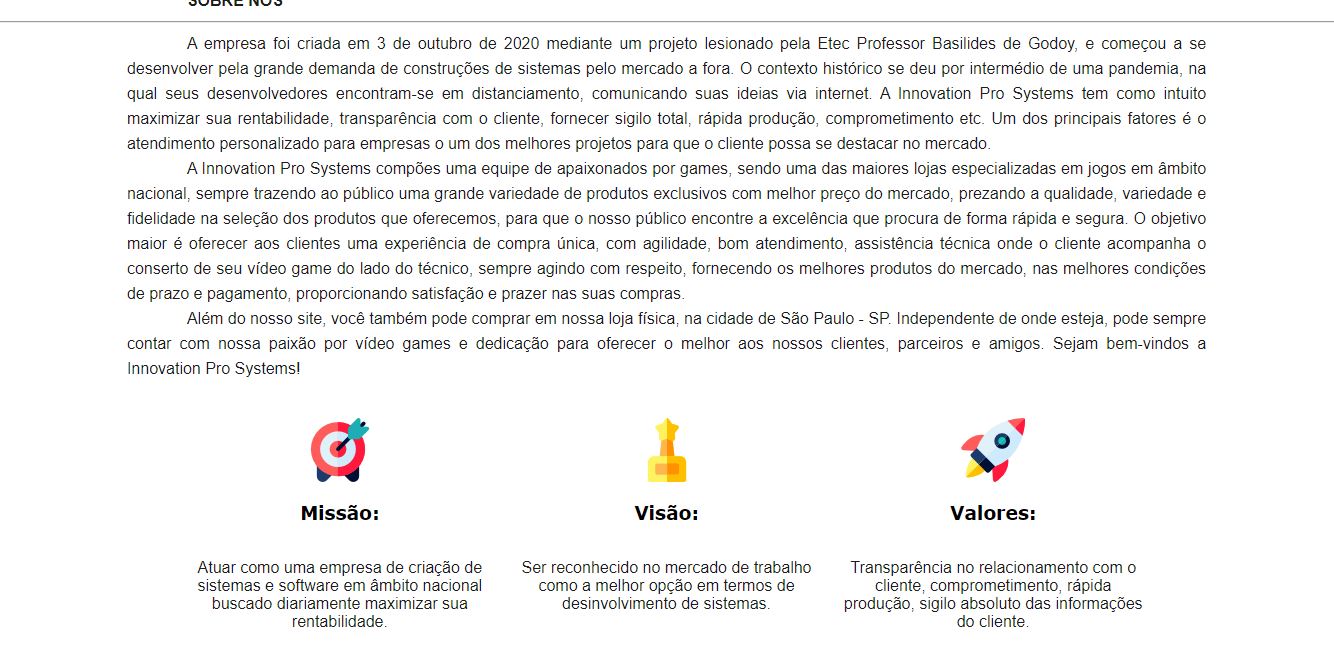 SOBRE NÓS
A empresa foi criada em 3 de outubro de 2020 mediante um projeto lesionado pela Etec Professor Basilides de Godoy, e começou a se
desenvolver pela grande demanda de construções de sistemas pelo mercado a fora. O contexto histórico se deu por intermédio de uma pandemia, na
qual seus desenvolvedores encontram-se em distanciamento, comunicando suas ideias via internet. A Innovation Pro Systems tem como intuito
maximizar sua rentabilidade, transparência com o cliente, fornecer sigilo total, rápida produção, comprometimento etc. Um dos principais fatores é o
atendimento personalizado para empresas o um dos melhores projetos para que o cliente possa se destacar no mercado.
A Innovation Pro Systems compões uma equipe de apaixonados por games, sendo uma das maiores lojas especializadas em jogos em âmbito
nacional, sempre trazendo ao público uma grande variedade de produtos exclusivos com melhor preço do mercado, prezando a qualidade, variedade e
fidelidade na seleção dos produtos que oferecemos, para que o nosso público encontre a excelência que procura de forma rápida e segura. O objetivo
maior é oferecer aos clientes uma experiência de compra única, com agilidade, bom atendimento, assistência técnica onde o cliente acompanha o
conserto de seu vídeo game do lado do técnico, sempre agindo com respeito, fornecendo os melhores produtos do mercado, nas melhores condições
de prazo e pagamento, proporcionando satisfação e prazer nas suas compras.
Além do nosso site, você também pode comprar em nossa loja física, na cidade de São Paulo - SP. Independente de onde esteja, pode sempre
contar com nossa paixão por vídeo games e dedicação para oferecer o melhor aos nossos clientes, parceiros e amigos. Sejam bem-vindos a
Innovation Pro Systems!
Missão:
Atuar como uma empresa de criação de
sistemas e software em âmbito nacional
buscado diariamente maximizar sua
rentabilidade.
Visão:
Ser reconhecido no mercado de trabalho
como a melhor opção em termos de
desinvolvimento de sistemas.
Valores:
Transparência no relacionamento com o
cliente, comprometimento, rápida
produção, sigilo absoluto das informações
do cliente.